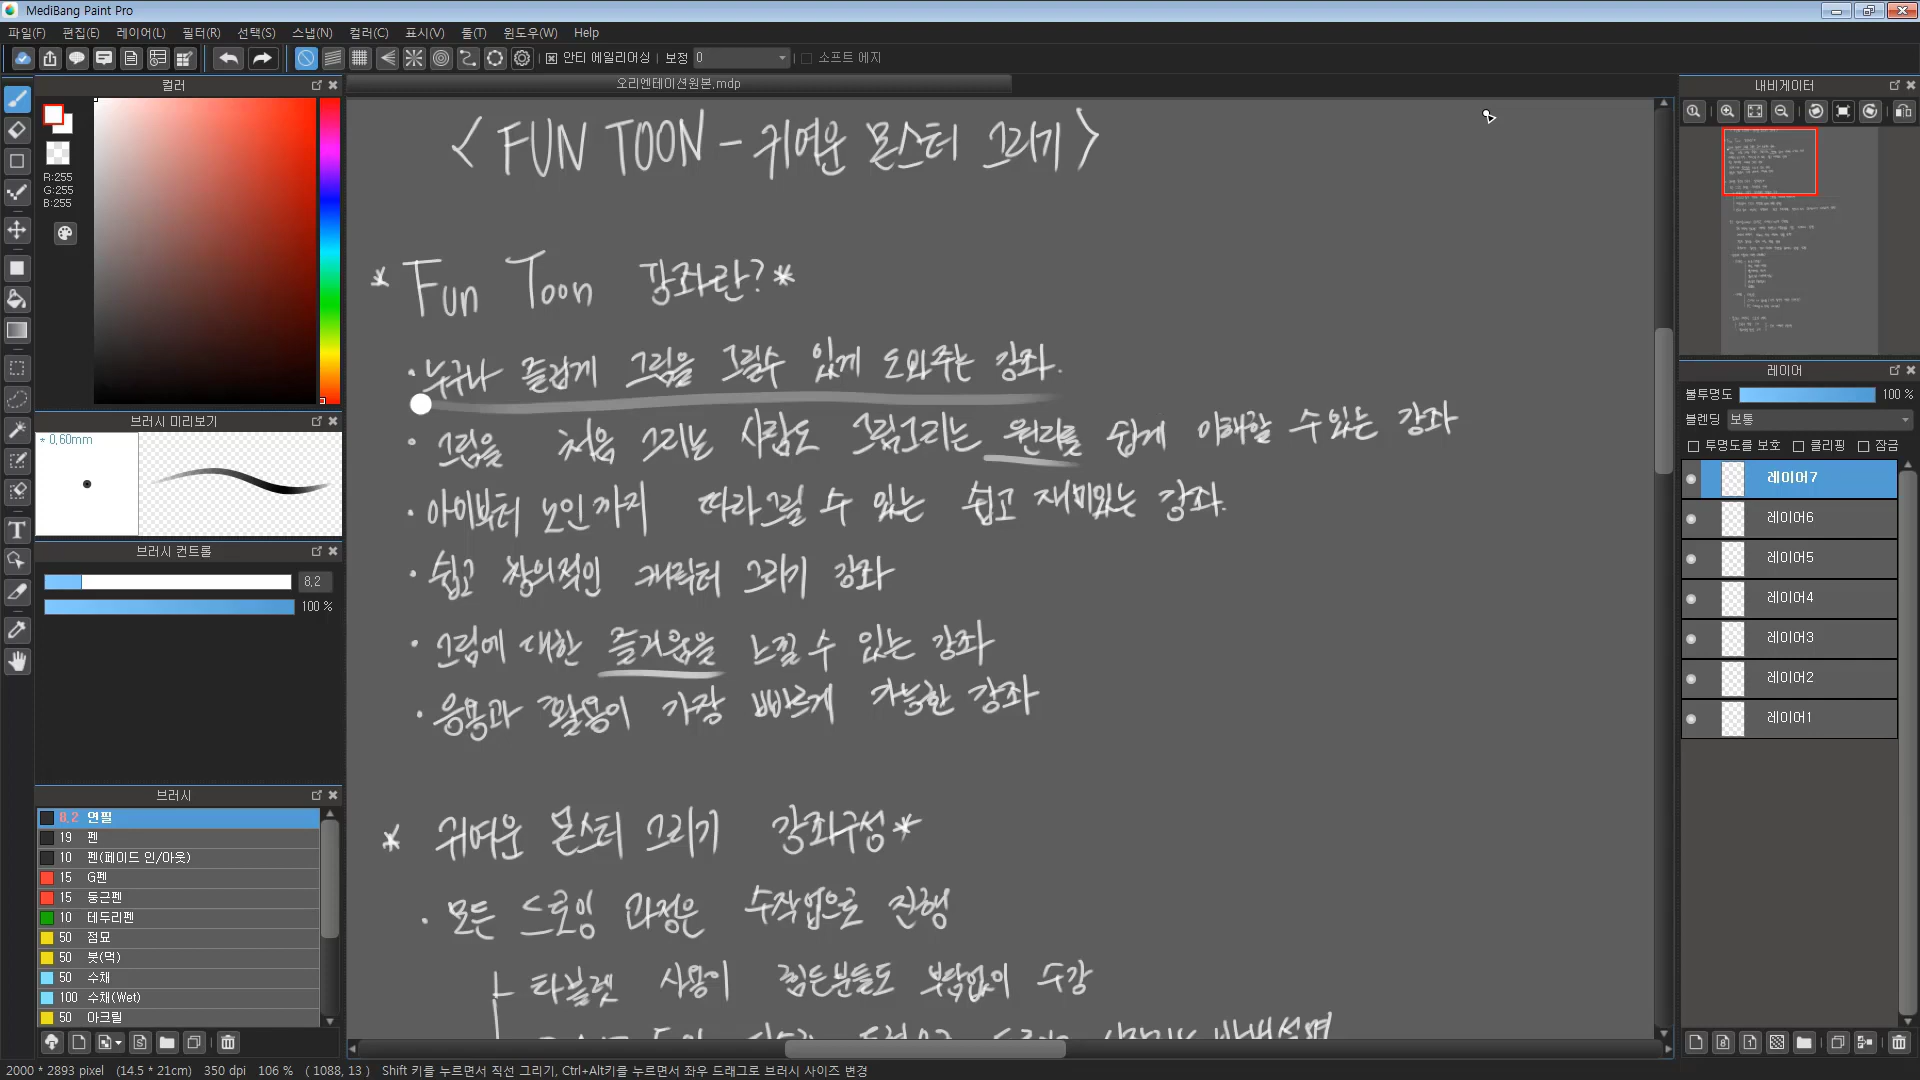 MediBang Paint Pro
파일(F) 편집(E) 레이어(L) 필터(R) 선택(S) 스냅(N) 컬러(C) 표시(V) 툴(T) 윈도우(W) Help
안티 에일리어싱 보정 0 소프트 에지
컬러
R:255
G:255
B:255
브러시 미리보기
* 0,60mm
브러시 컨트롤
8,2
100 %
브러시
8,2 연필
19 펜
10 펜(페이드 인/아웃)
15 G펜
15 둥근펜
10 테두리펜
50 점묘
50 붓(먹)
50 수채
100 수채(Wet)
50 아크릴
오리엔테이션원본.mdp
< FUN TOON - 귀여운 몬스터 그리기 >
* Fun Toon 강좌란? *
· 누구나 즐겁게 그림을 그릴수 있게 도와주는 강좌.
· 그림을 처음 그리는 사람도 그림그리는 원리를 쉽게 이해할 수 있는 강좌
· 아이부터 노인까지 따라그릴 수 있는 쉽고 재미있는 강좌.
· 쉽고 창의적인 캐릭터 그리기 강좌
· 그림에 대한 즐거움을 느낄 수 있는 강좌
· 응용과 활용이 가장 빠르게 가능한 강좌
* 귀여운 몬스터 그리기 강좌구성 *
· 모든 드로잉 과정은 수작업으로 진행
타블렛 사용이 힘든분들도 부담없이 수강
내비게이터
레이어
불투명도 100 %
블렌딩 보통
투명도를 보호 클리핑 잠금
레이어7
레이어6
레이어5
레이어4
레이어3
레이어2
레이어1
2000 * 2893 pixel (14.5 * 21cm) 350 dpi 106 % ( 1088, 13 ) Shift 키를 누르면서 직선 그리기, Ctrl+Alt키를 누르면서 좌우 드래그로 브러시 사이즈 변경